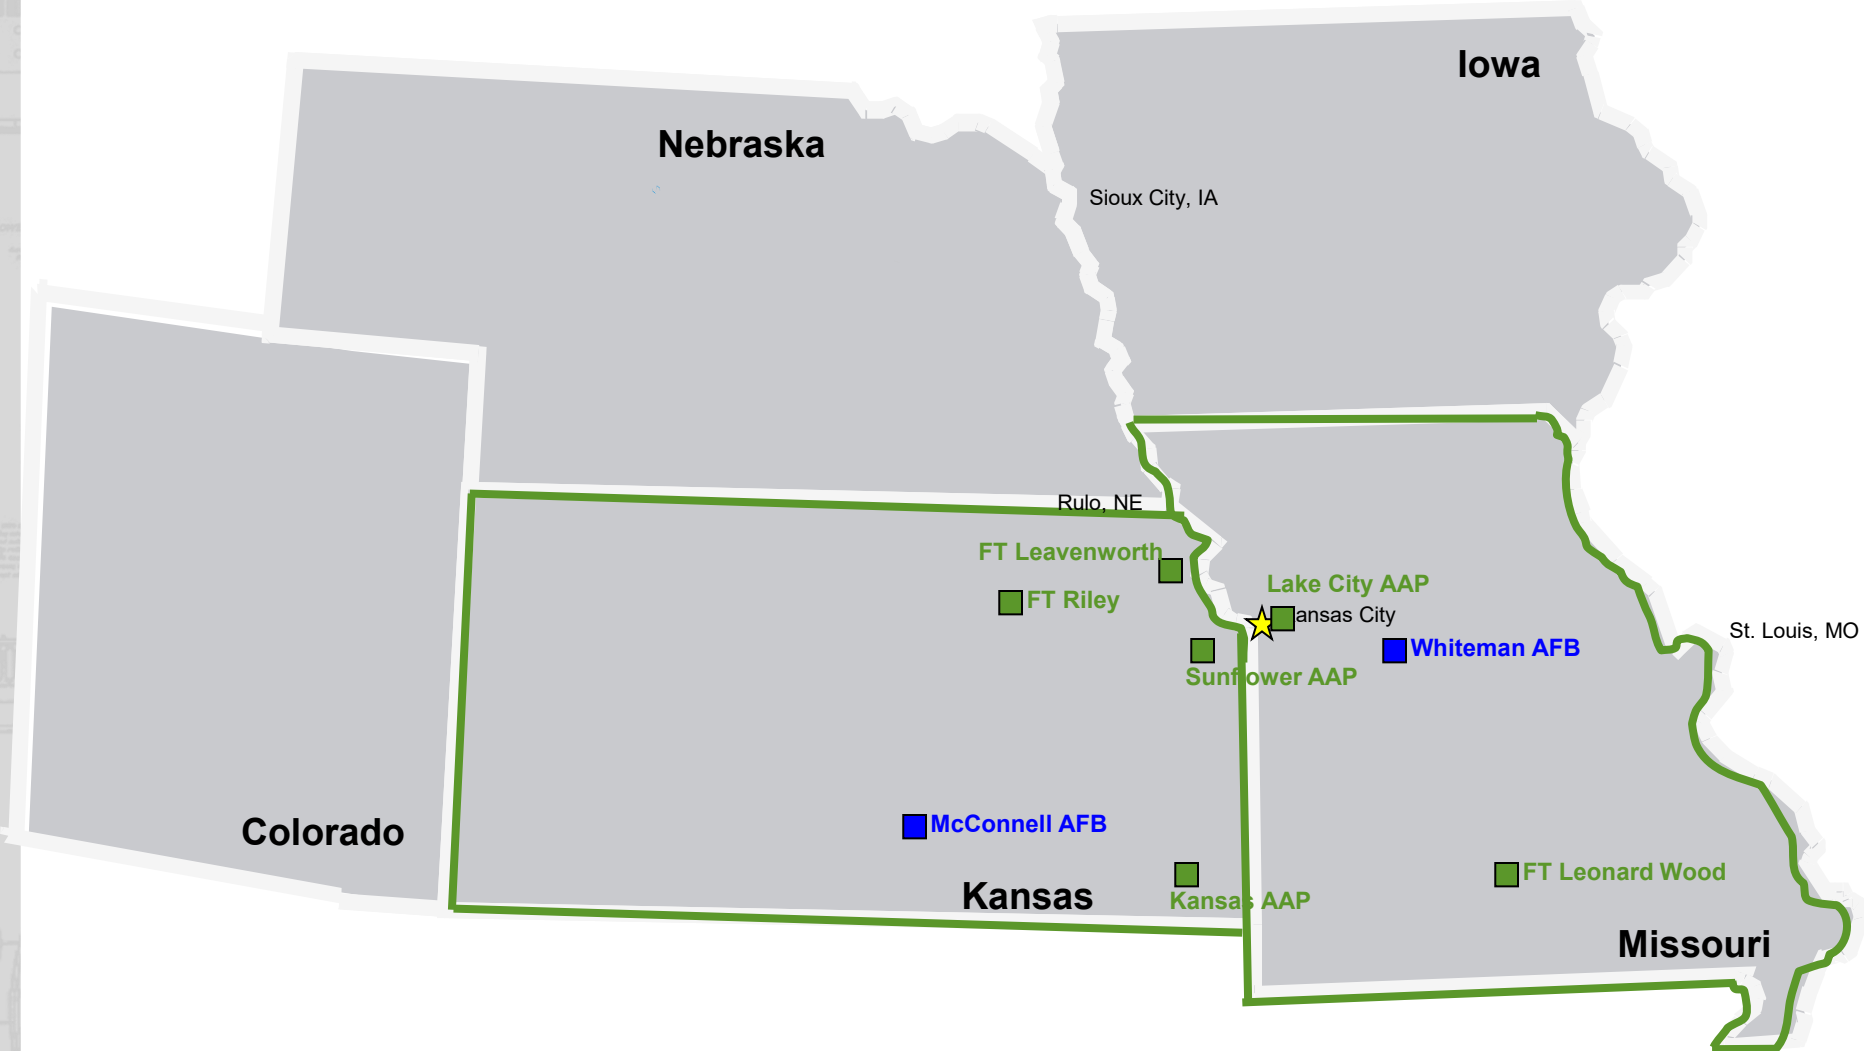 Iowa
Nebraska
Sioux City, IA
Rulo, NE
FT Leavenworth
Lake City AAP
FT Riley
ansas City
St. Louis, MO
Whiteman AFB
Sunflower AAP
Colorado
McConnell AFB
FT Leonard Wood
Kansas
Kansas AAP
Missouri